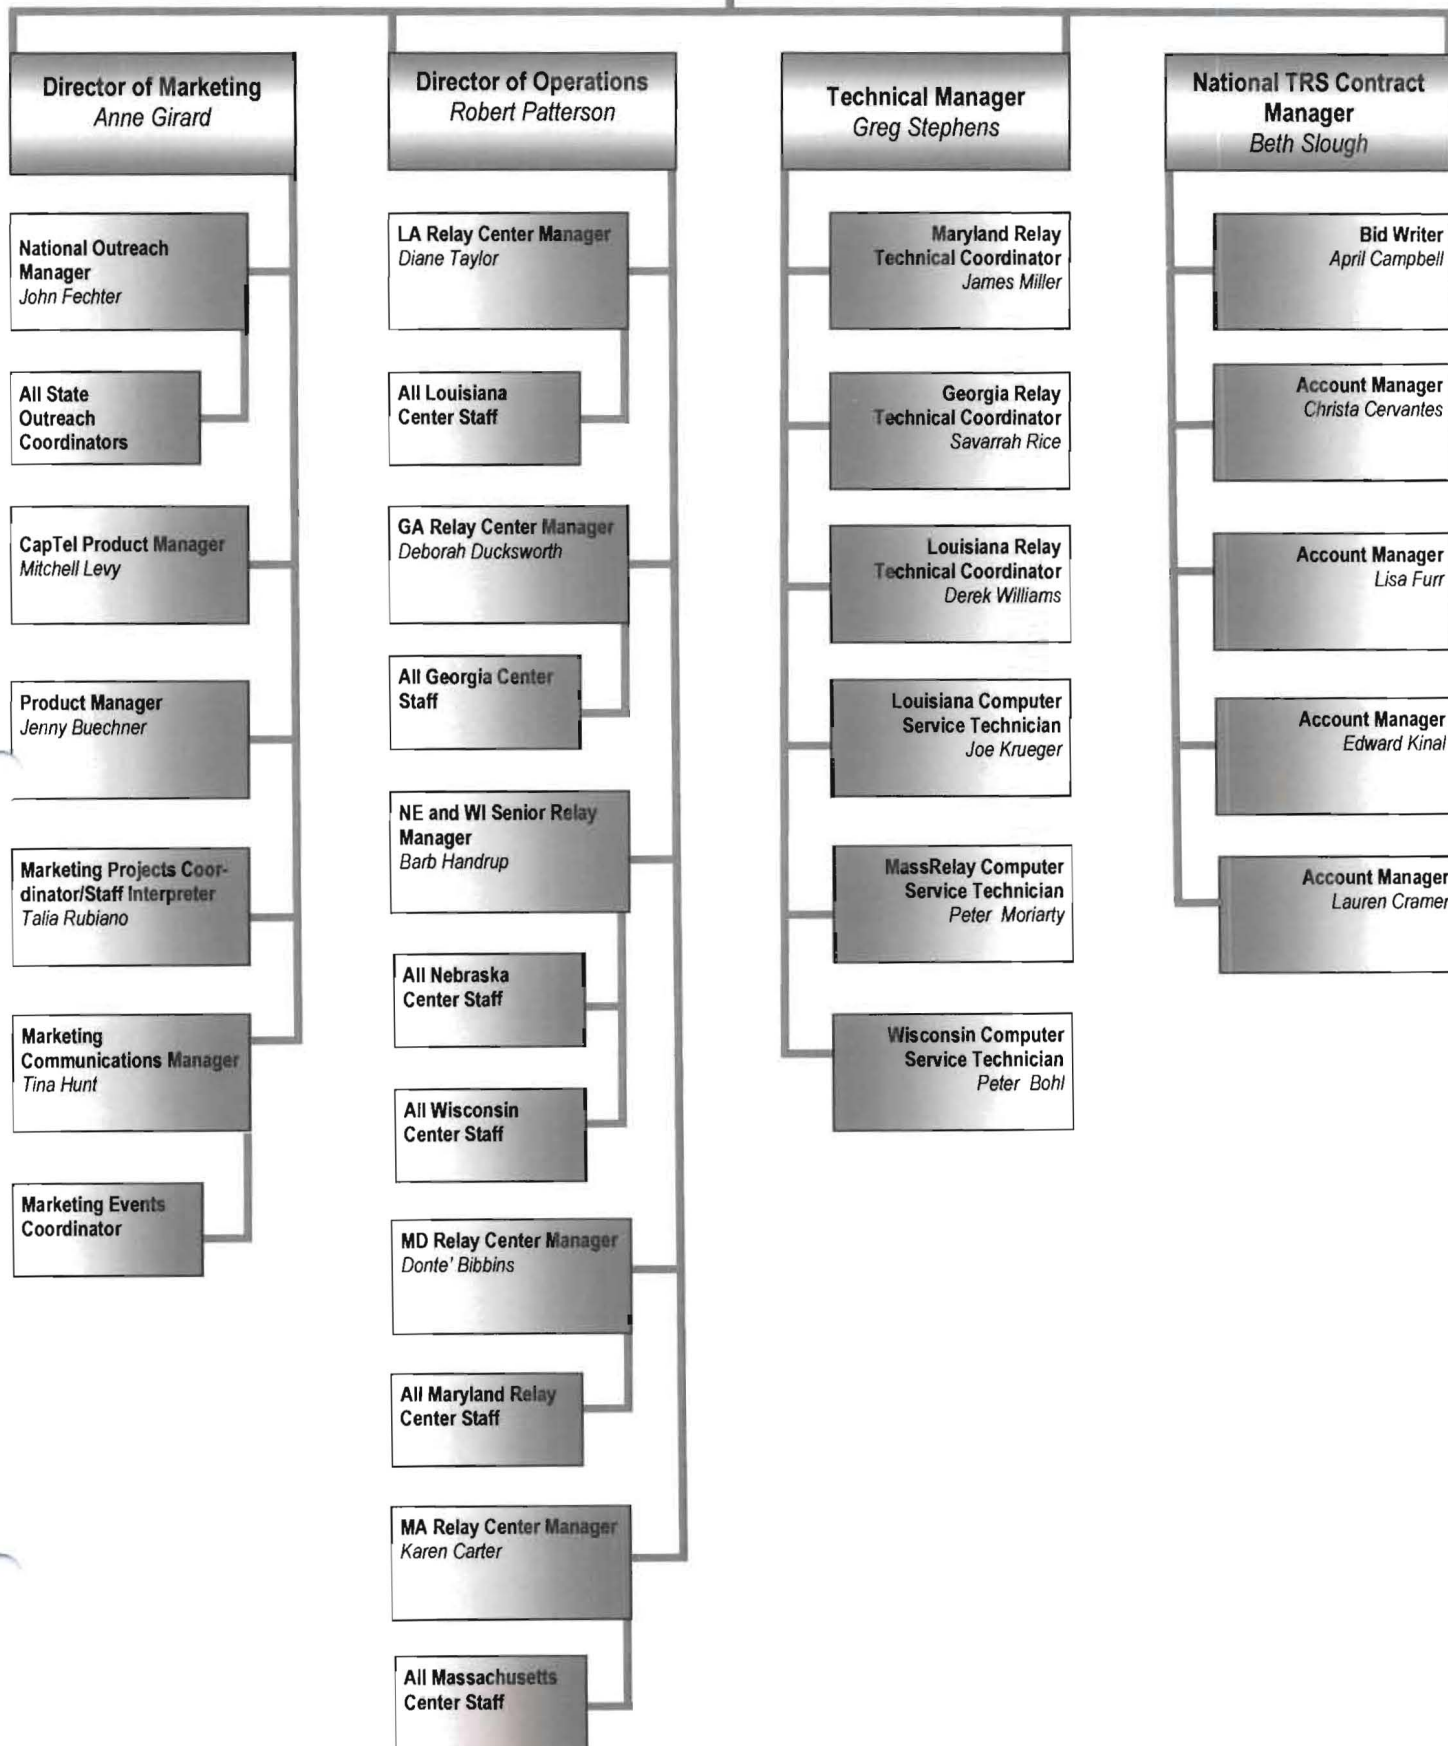 Director of Marketing
Anne Girard
National Outreach
Manager
John Fechter
All State
Outreach
Coordinators
CapTel Product Manager
Mitchell Levy
Product Manager
Jenny Buechner
Marketing Projects Coor-
dinator/Staff Interpreter
Talia Rubiano
Marketing
Communications Manager
Tina Hunt
Marketing Events
Coordinator
Director of Operations
Robert Patterson
LA Relay Center Manager
Diane Taylor
All Louisiana
Center Staff
GA Relay Center Manager
Deborah Ducksworth
All Georgia Center
Staff
NE and WI Senior Relay
Manager
Barb Handrup
All Nebraska
Center Staff
All Wisconsin
Center Staff
MD Relay Center Manager
Donte' Bibbins
All Maryland Relay
Center Staff
MA Relay Center Manager
Karen Carter
All Massachusetts
Center Staff
Technical Manager
Greg Stephens
Maryland Relay
Technical Coordinator
James Miller
Georgia Relay
Technical Coordinator
Savarrah Rice
Louisiana Relay
Technical Coordinator
Derek Williams
Louisiana Computer
Service Technician
Joe Krueger
MassRelay Computer
Service Technician
Peter Moriarty
Wisconsin Computer
Service Technician
Peter Bohl
National TRS Contract
Manager
Beth Slough
Bid Writer
April Campbell
Account Manager
Christa Cervantes
Account Manager
Lisa Furr
Account Manager
Edward Kinal
Account Manager
Lauren Cramer